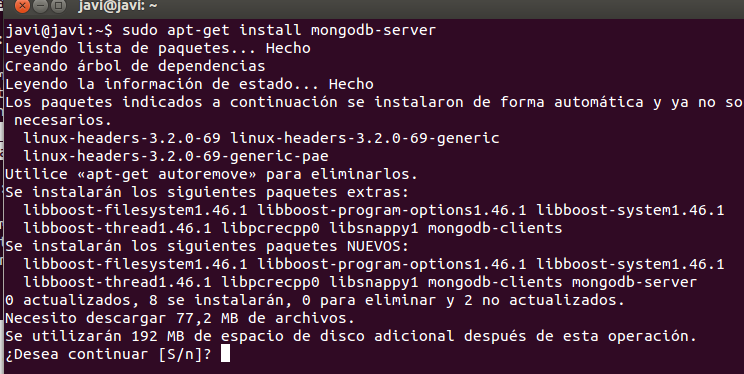 javi@javi: ~
javi@javi:~$ sudo apt-get install mongodb-server
Leyendo lista de paquetes... Hecho
Creando árbol de dependencias
Leyendo la información de estado... Hecho
Los paquetes indicados a continuación se instalaron de forma automática y ya no so
necesarios.
linux-headers-3.2.0-69 linux-headers-3.2.0-69-generic
linux-headers-3.2.0-69-generic-pae
Utilice «apt-get autoremove» para eliminarlos.
Se instalarán los siguientes paquetes extras:
libboost-filesystem1.46.1 libboost-program-options1.46.1 libboost-system1.46.1
libboost-thread1.46.1 libpcrecpp0 libsnappy1 mongodb-clients
Se instalarán los siguientes paquetes NUEVOS:
libboost-filesystem1.46.1 libboost-program-options1.46.1 libboost-system1.46.1
libboost-thread1.46.1 libpcrecpp0 libsnappy1 mongodb-clients mongodb-server
0 actualizados, 8 se instalarán, 0 para eliminar y 2 no actualizados.
Necesito descargar 77,2 MB de archivos.
Se utilizarán 192 MB de espacio de disco adicional después de esta operación.
¿Desea continuar [S/n]?